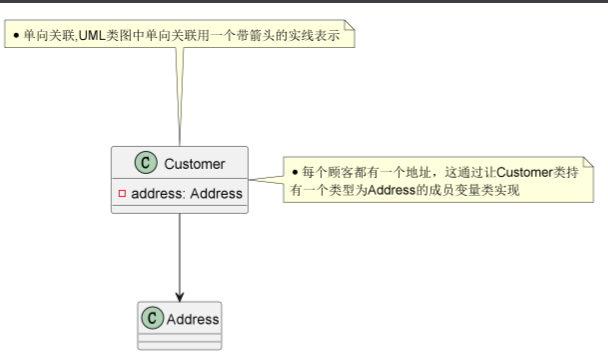 ● 单向关联,UML类图中单向关联用一个带箭头的实线表示
C Customer
address: Address
● 每个顾客都有一个地址，这通过让Customer类持
有一个类型为Address的成员变量类实现
C Address